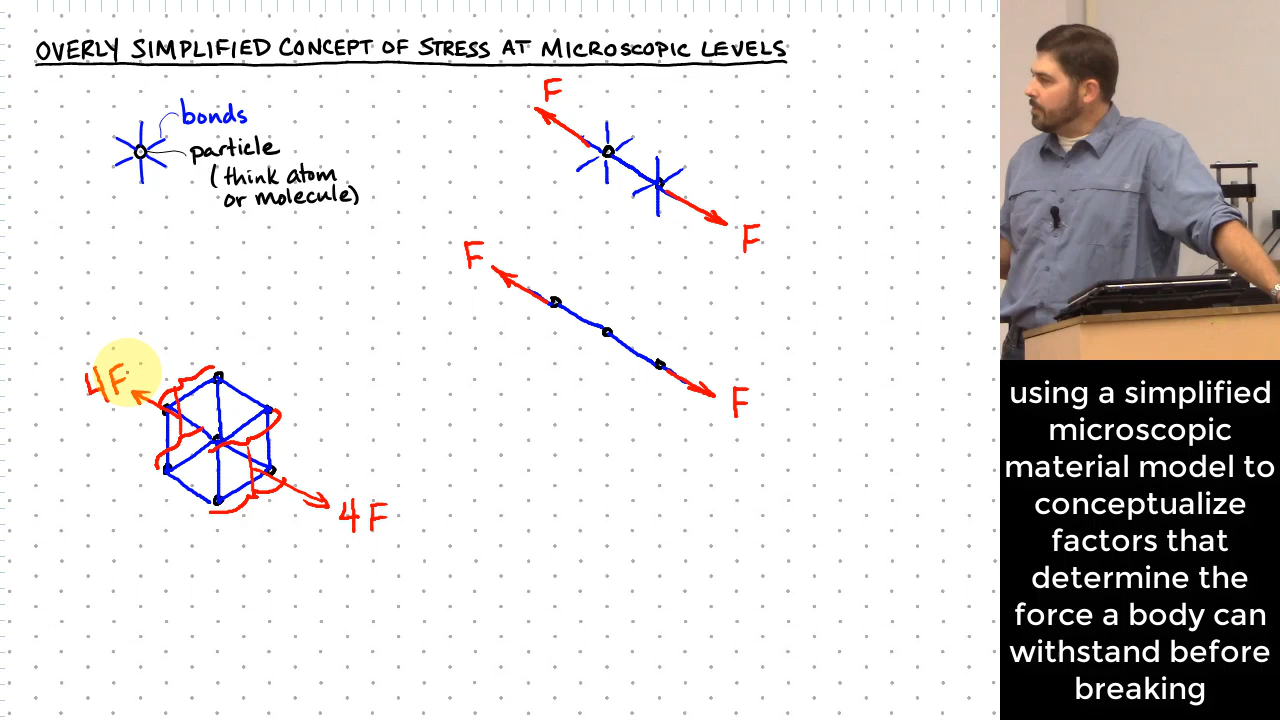 OVERLY SIMPLIFIED CONCEPT OF STRESS AT MICROSCOPIC LEVELS
bonds
particle
(think atom
or molecule)
F
F
F
F
4F
4F
using a simplified
microscopic
material model to
conceptualize
factors that
determine the
force a body can
withstand before
breaking